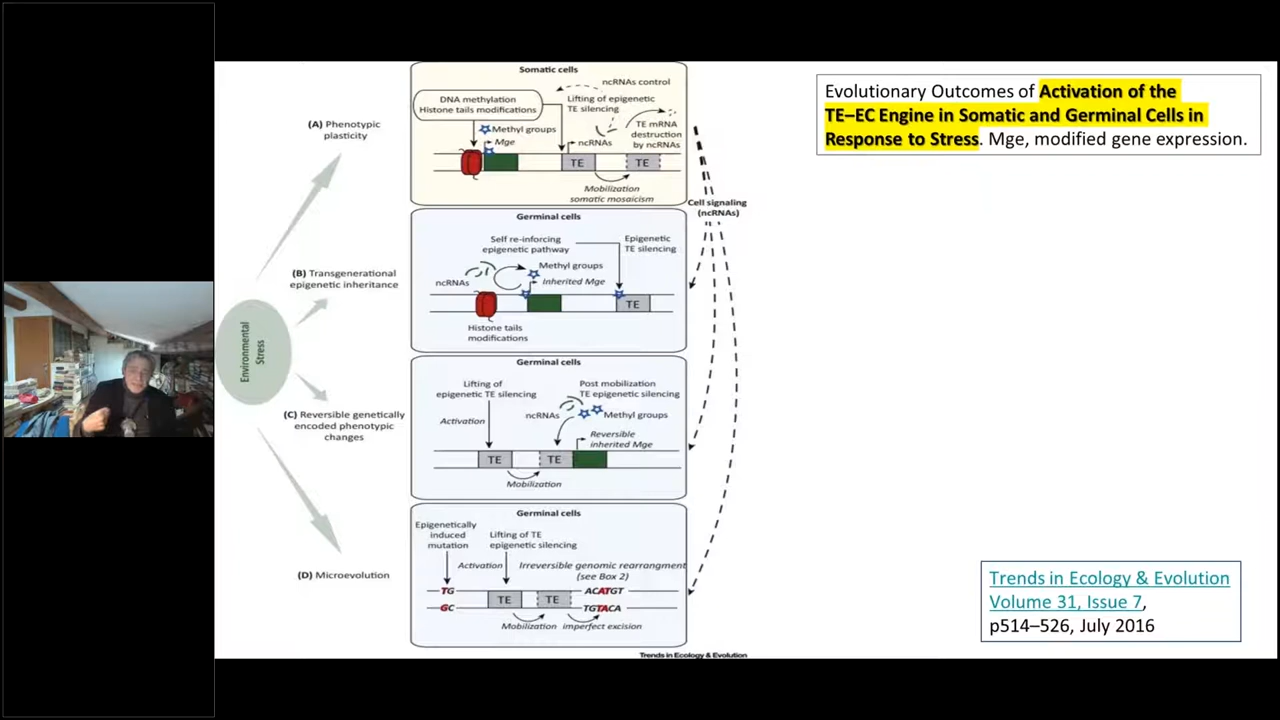 Somatic cells
ncRNAs control
DNA methylation
Histone tails modifications
Lifting of epigenetic
TE silencing
TE mRNA
destruction
by ncRNAs
Methyl groups
Mge
ncRNAs
TE
TE
Mobilization
somatic mosaicism
(A) Phenotypic
plasticity
Cell signaling
(ncRNAs)
Germinal cells
Self re-inforcing
epigenetic pathway
Epigenetic
TE silencing
Methyl groups
ncRNAs
Inherited Mge
TE
Histone tails
modifications
(B) Transgenerational
epigenetic inheritance
Environmental
Stress
Germinal cells
Lifting of
epigenetic TE silencing
Post mobilization
TE epigenetic silencing
ncRNAs
Methyl groups
Activation
Reversible
inherited Mge
TE
TE
Mobilization
(C) Reversible genetically
encoded phenotypic
changes
Germinal cells
Epigenetically
induced
mutation
Lifting of TE
epigenetic silencing
Activation
Irreversible genomic rearrangment
(see Box 2)
TG
GC
TE
TE
ACATGT
TGTACA
Mobilization
imperfect excision
(D) Microevolution
Trends in Ecology & Evolution
Evolutionary Outcomes of Activation of the
TE–EC Engine in Somatic and Germinal Cells in
Response to Stress. Mge, modified gene expression.
Trends in Ecology & Evolution
Volume 31, Issue 7,
p514–526, July 2016